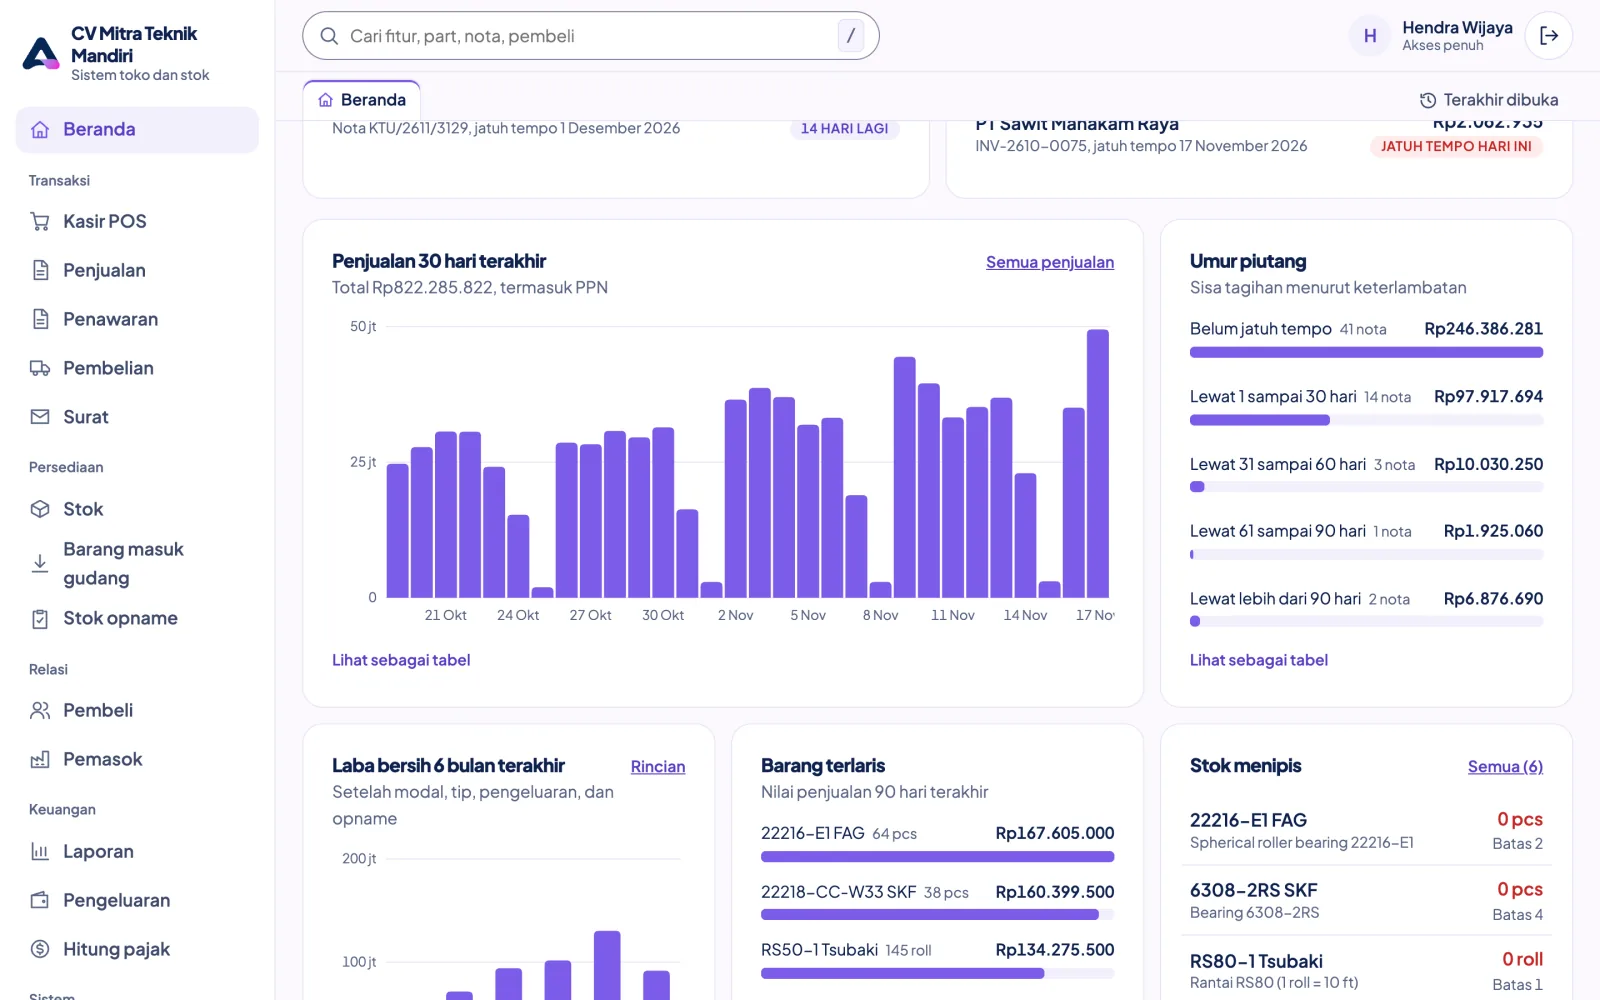 CV Mitra Teknik
Mandiri
Sistem toko dan stok
Cari fitur, part, nota, pembeli
/
H
Hendra Wijaya
Akses penuh
Beranda
Terakhir dibuka
Beranda
Transaksi
Kasir POS
Penjualan
Penawaran
Pembelian
Surat
Persediaan
Stok
Barang masuk
gudang
Stok opname
Relasi
Pembeli
Pemasok
Keuangan
Laporan
Pengeluaran
Hitung pajak
Sistem
Nota KTU/2611/3129, jatuh tempo 1 Desember 2026
14 HARI LAGI
PT Sawit Mahakam Raya
Rp2.062.935
INV-2610-0075, jatuh tempo 17 November 2026
JATUH TEMPO HARI INI
Penjualan 30 hari terakhir
Semua penjualan
Total Rp822.285.822, termasuk PPN
50 jt
25 jt
0
21 Okt
24 Okt
27 Okt
30 Okt
2 Nov
5 Nov
8 Nov
11 Nov
14 Nov
17 Nov
Lihat sebagai tabel
Umur piutang
Sisa tagihan menurut keterlambatan
Belum jatuh tempo 41 nota Rp246.386.281
Lewat 1 sampai 30 hari 14 nota Rp97.917.694
Lewat 31 sampai 60 hari 3 nota Rp10.030.250
Lewat 61 sampai 90 hari 1 nota Rp1.925.060
Lewat lebih dari 90 hari 2 nota Rp6.876.690
Lihat sebagai tabel
Laba bersih 6 bulan terakhir
Rincian
Setelah modal, tip, pengeluaran, dan
opname
200 jt
100 jt
Barang terlaris
Nilai penjualan 90 hari terakhir
22216-E1 FAG 64 pcs Rp167.605.000
22218-CC-W33 SKF 38 pcs Rp160.399.500
RS50-1 Tsubaki 145 roll Rp134.275.500
Stok menipis
Semua (6)
22216-E1 FAG
0 pcs
Spherical roller bearing 22216-E1
Batas 2
6308-2RS SKF
0 pcs
Bearing 6308-2RS
Batas 4
RS80-1 Tsubaki
0 roll
Rantai RS80 (1 roll = 10 ft)
Batas 1